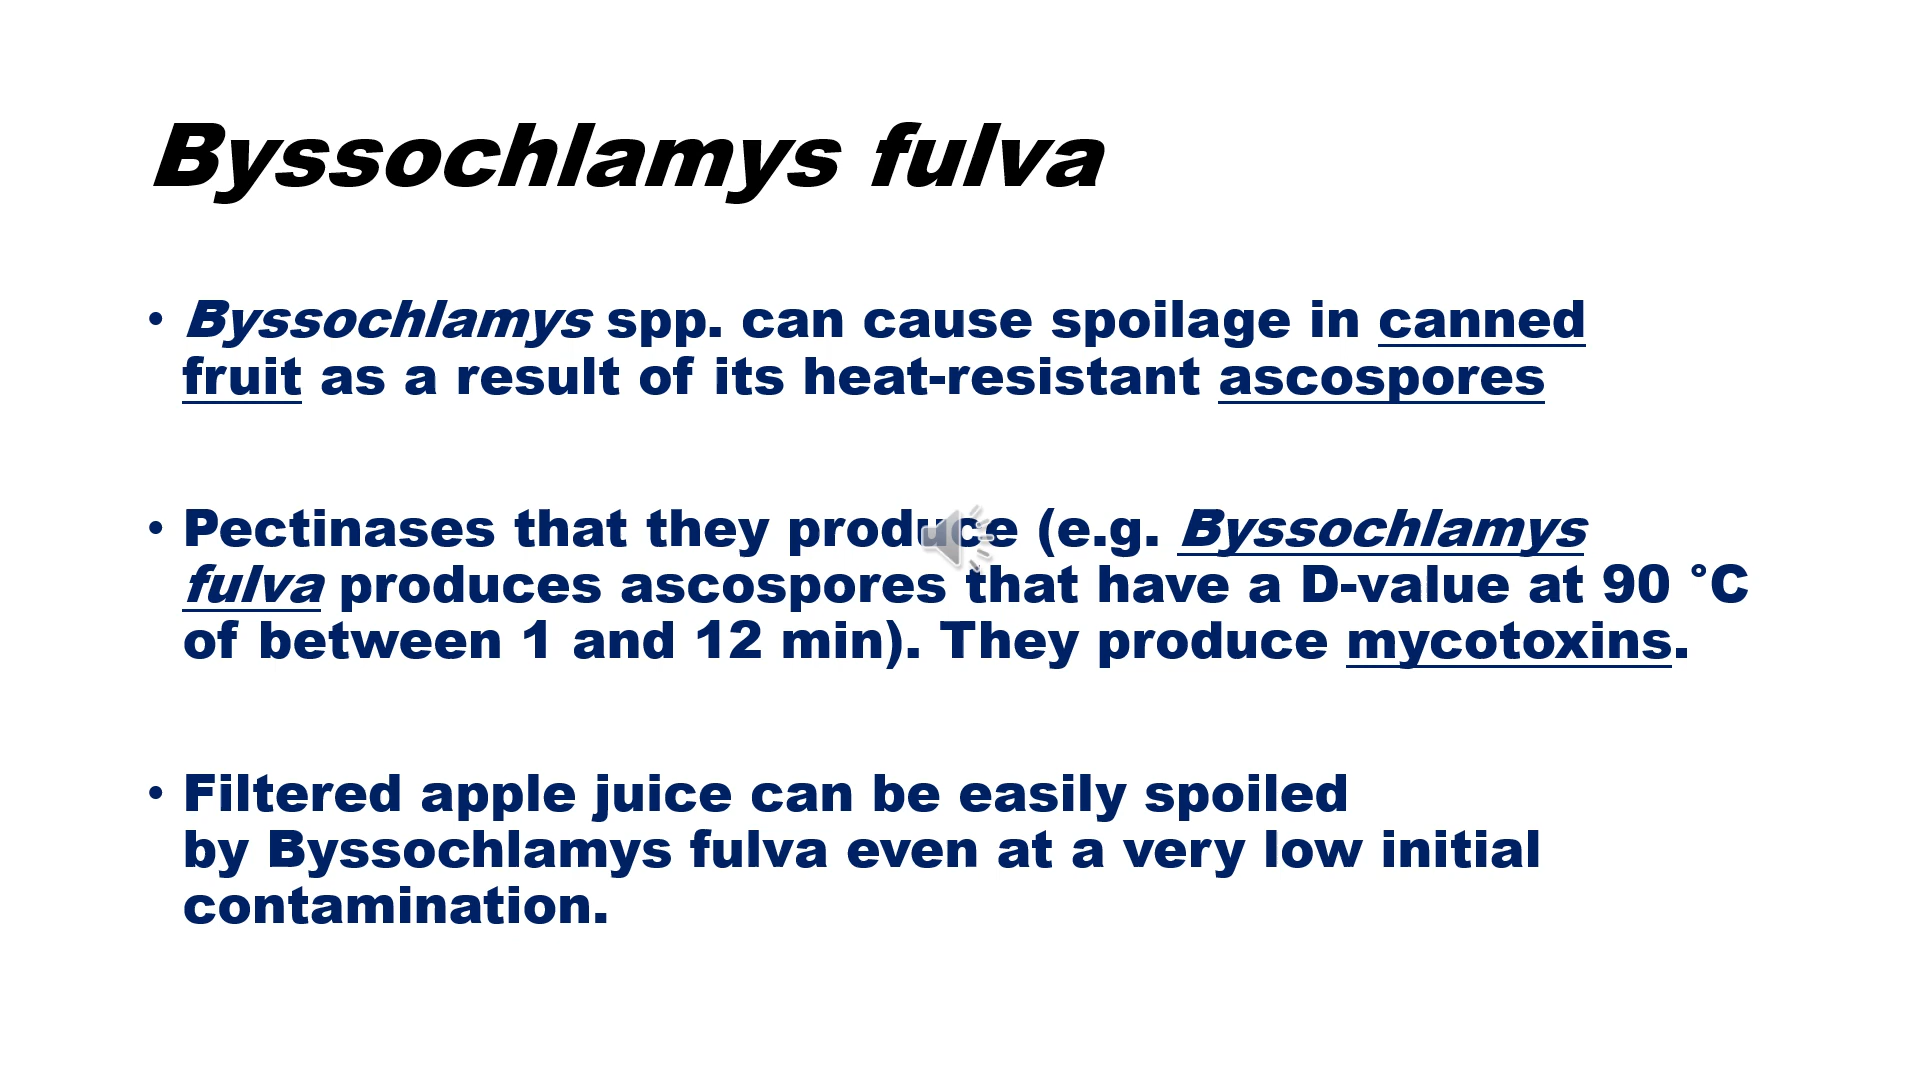 Byssochlamys fulva
• Byssochlamys spp. can cause spoilage in canned
fruit as a result of its heat-resistant ascospores
• Pectinases that they produce (e.g. Byssochlamys
fulva produces ascospores that have a D-value at 90 °C
of between 1 and 12 min). They produce mycotoxins.
• Filtered apple juice can be easily spoiled
by Byssochlamys fulva even at a very low initial
contamination.